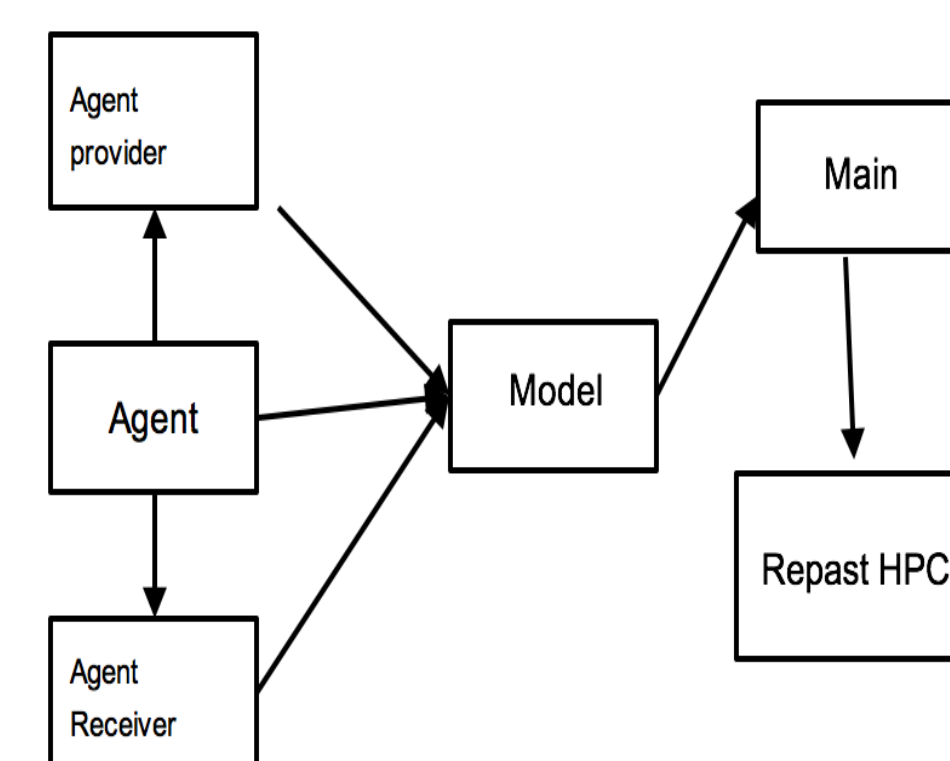 Agent
provider
Main
Agent
Model
Repast HPC
Agent
Receiver